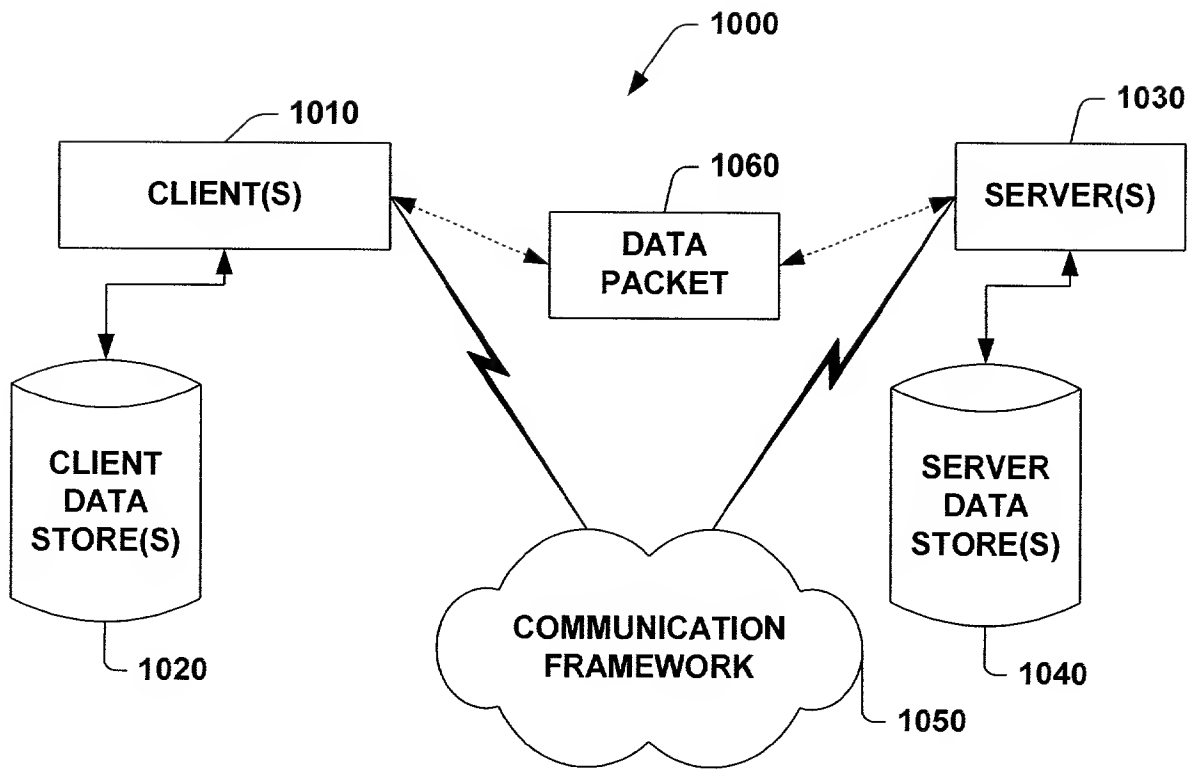 1000
1010
1030
1060
CLIENT(S)
SERVER(S)
DATA
PACKET
CLIENT
DATA
STORE(S)
SERVER
DATA
STORE(S)
COMMUNICATION
FRAMEWORK
1020
1040
1050